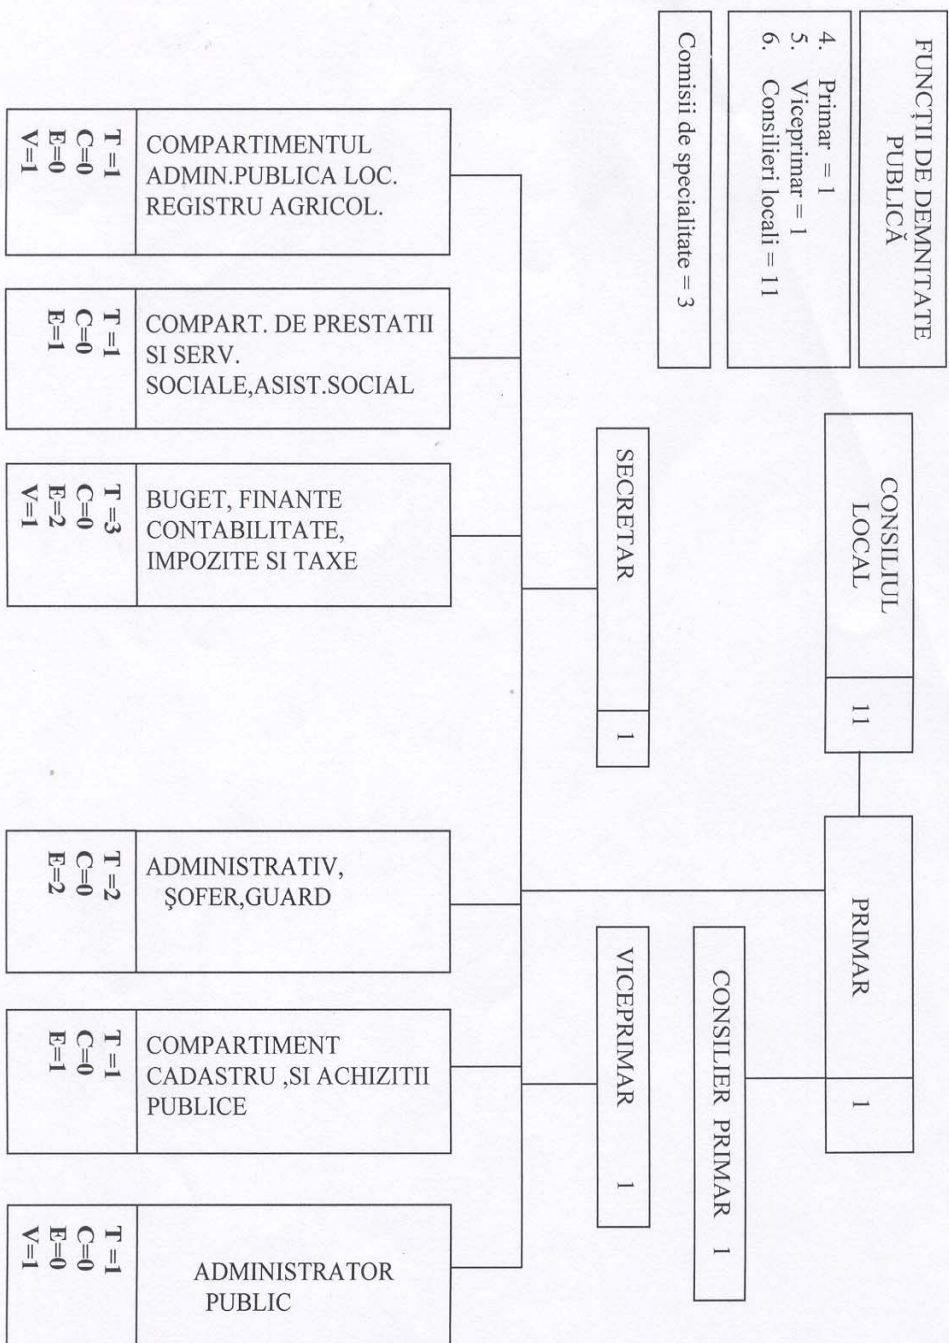 FUNCȚII DE DEMNITATE
PUBLICĂ
4. Primar = 1
5. Viceprimar = 1
6. Consilieri locali = 11
Comisii de specialitate = 3
CONSILIUL
LOCAL
11
PRIMAR
1
CONSILIER PRIMAR 1
SECRETAR
1
VICEPRIMAR 1
COMPARTIMENTUL
ADMIN.PUBLICA LOC.
REGISTRU AGRICOL.
T =1
C=0
E=0
V=1
COMPART. DE PRESTATII
SI SERV.
SOCIALE,ASIST.SOCIAL
T =1
C=0
E=1
BUGET, FINANTE
CONTABILITATE,
IMPOZITE SI TAXE
T =3
C=0
E=2
V=1
ADMINISTRATIV,
ŞOFER,GUARD
T =2
C=0
E=2
COMPARTIMENT
CADASTRU ,SI ACHIZITII
PUBLICE
T =1
C=0
E=1
ADMINISTRATOR
PUBLIC
T =1
C=0
E=0
V=1